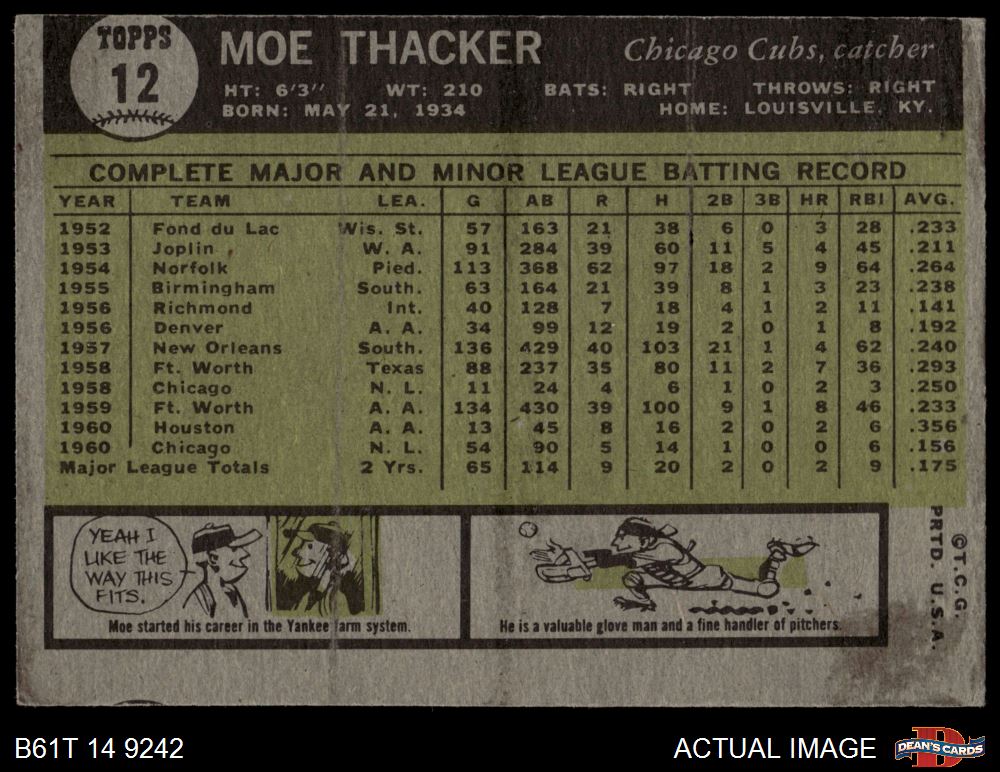 TOPPS
12
MOE THACKER
Chicago Cubs, catcher
HT: 6'3" WT: 210 BATS: RIGHT THROWS: RIGHT
BORN: MAY 21, 1934 HOME: LOUISVILLE, KY.
COMPLETE MAJOR AND MINOR LEAGUE BATTING RECORD
YEAR TEAM LEA. G AB R H 2B 3B HR RBI AVG.
1952 Fond du Lac Wis. St. 57 163 21 38 6 0 3 28 .233
1953 Joplin W. A. 91 284 39 60 11 5 4 45 .211
1954 Norfolk Pied. 113 368 62 97 18 2 9 64 .264
1955 Birmingham South. 63 164 21 39 8 1 3 23 .238
1956 Richmond Int. 40 128 7 18 4 1 2 11 .141
1956 Denver A. A. 34 99 12 19 2 0 1 8 .192
1957 New Orleans South. 136 429 40 103 21 1 4 62 .240
1958 Ft. Worth Texas 88 237 35 80 11 2 7 36 .293
1958 Chicago N. L. 11 24 4 6 1 0 2 3 .250
1959 Ft. Worth A. A. 134 430 39 100 9 1 8 46 .233
1960 Houston A. A. 13 45 8 16 2 0 2 6 .356
1960 Chicago N. L. 54 90 5 14 1 0 0 6 .156
Major League Totals 2 Yrs. 65 114 9 20 2 0 2 9 .175
YEAH I
LIKE THE
WAY THIS
FITS.
Moe started his career in the Yankee farm system.
He is a valuable glove man and a fine handler of pitchers.
©T.C.G.
PRTD. U.S.A.
B61T 14 9242
ACTUAL IMAGE
DEAN'S CARDS